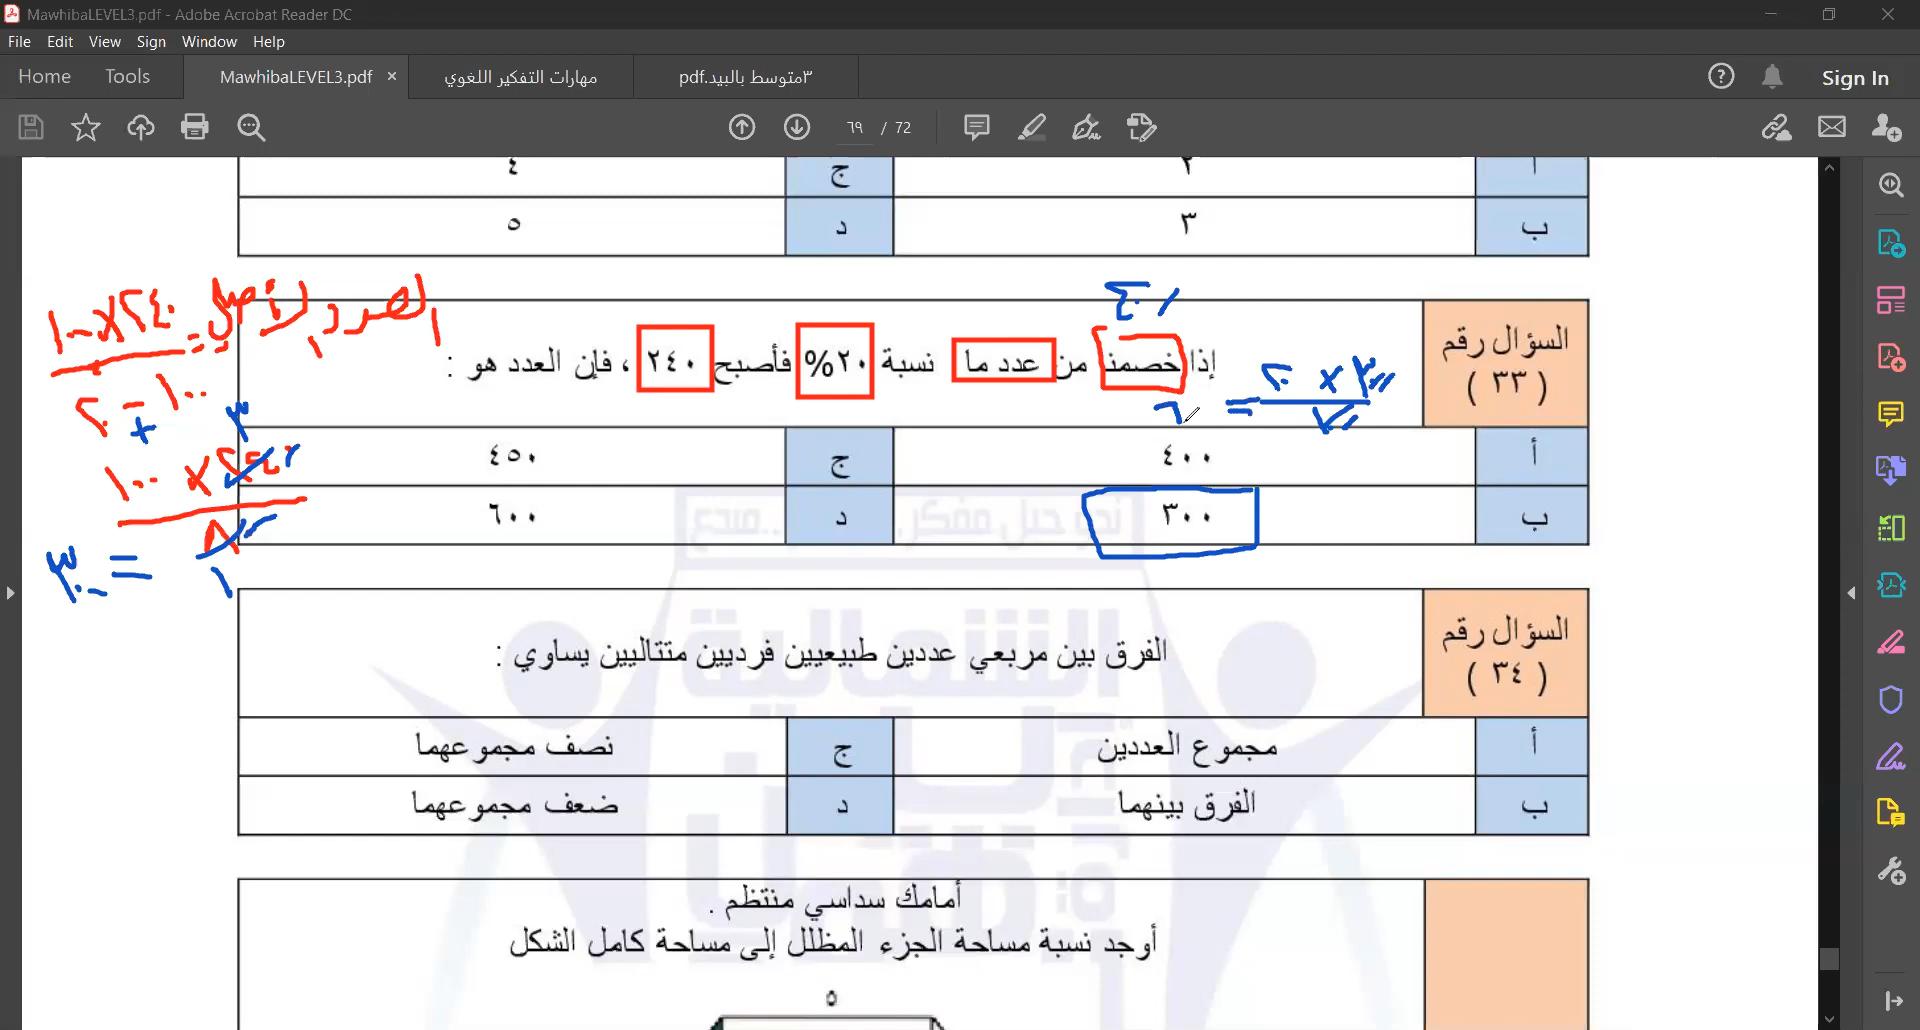 MawhibaLEVEL3.pdf - Adobe Acrobat Reader DC
File Edit View Sign Window Help
Home Tools MawhibaLEVEL3.pdf × مهارات التفكير اللغوي ٣متوسط بالبيد.pdf Sign In
٦٩ / 72
أ ٢ ج ٤
ب ٣ د ٥
السؤال رقم
( ٣٣ )
إذا خصمنا من عدد ما نسبة ٢٠% فأصبح ٢٤٠ ، فإن العدد هو :
أ ٤٠٠ ج ٤٥٠
ب ٣٠٠ د ٦٠٠
السؤال رقم
( ٣٤ )
الفرق بين مربعي عددين طبيعيين فرديين متتاليين يساوي :
أ مجموع العددين ج نصف مجموعهما
ب الفرق بينهما د ضعف مجموعهما
أمامك سداسي منتظم .
أوجد نسبة مساحة الجزء المظلل إلى مساحة كامل الشكل
٥